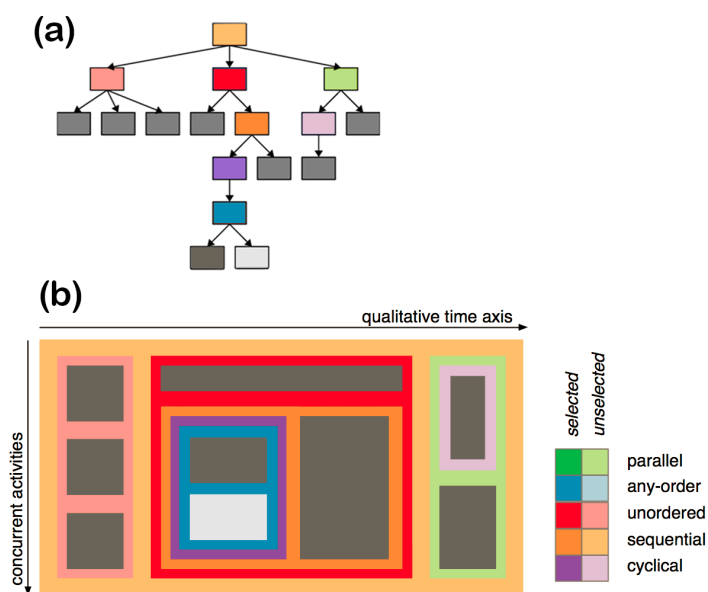 (a)
(b)
qualitative time axis
concurrent activities
selected
unselected
parallel
any-order
unordered
sequential
cyclical